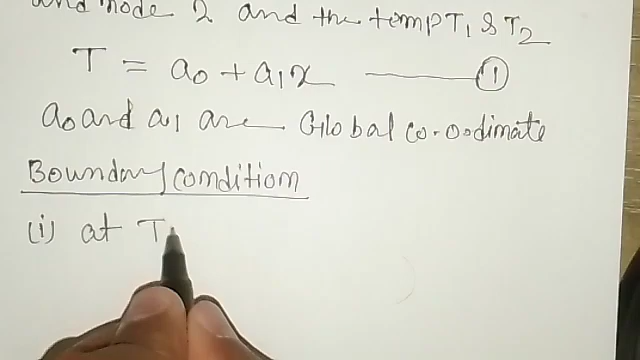 and node 2 and the temp T₁ & T₂
T = a₀ + a₁x ——— ①
a₀ and a₁ are Global co-oodimate
Boundary condition
(i) at T